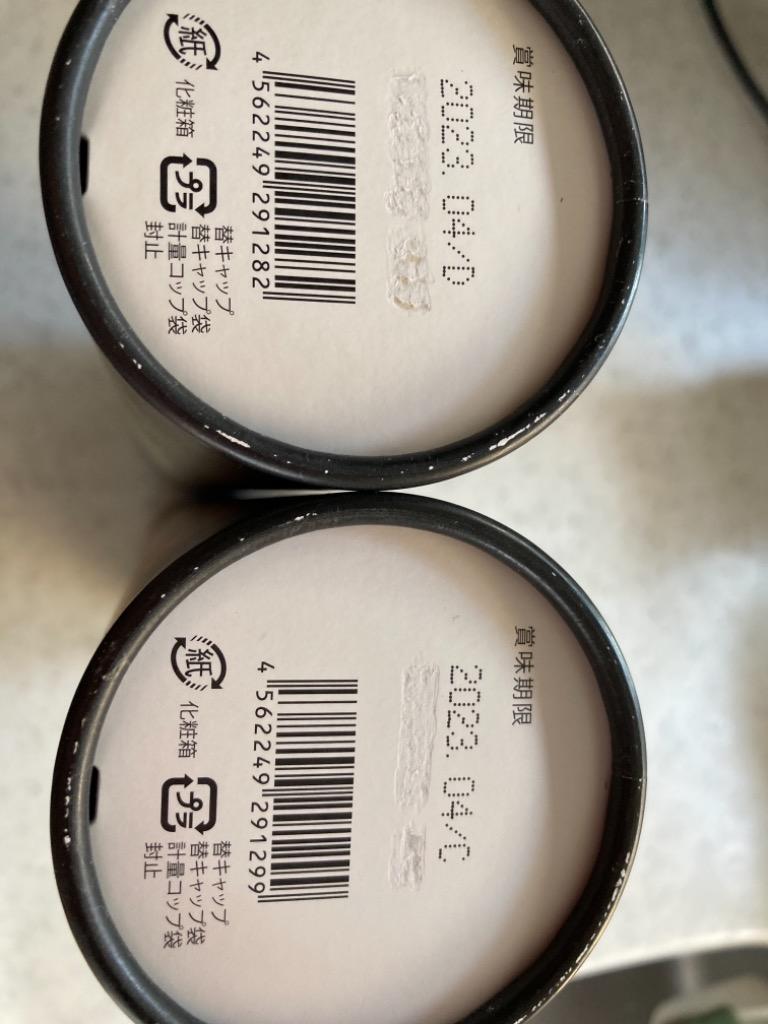 賞味期限
2023. 04/D
4 562249 291282
紙
化粧箱
プラ
替キャップ
替キャップ袋
計量コップ袋
封止
賞味期限
2023. 04/C
4 562249 291299
紙
化粧箱
プラ
替キャップ
替キャップ袋
計量コップ袋
封止